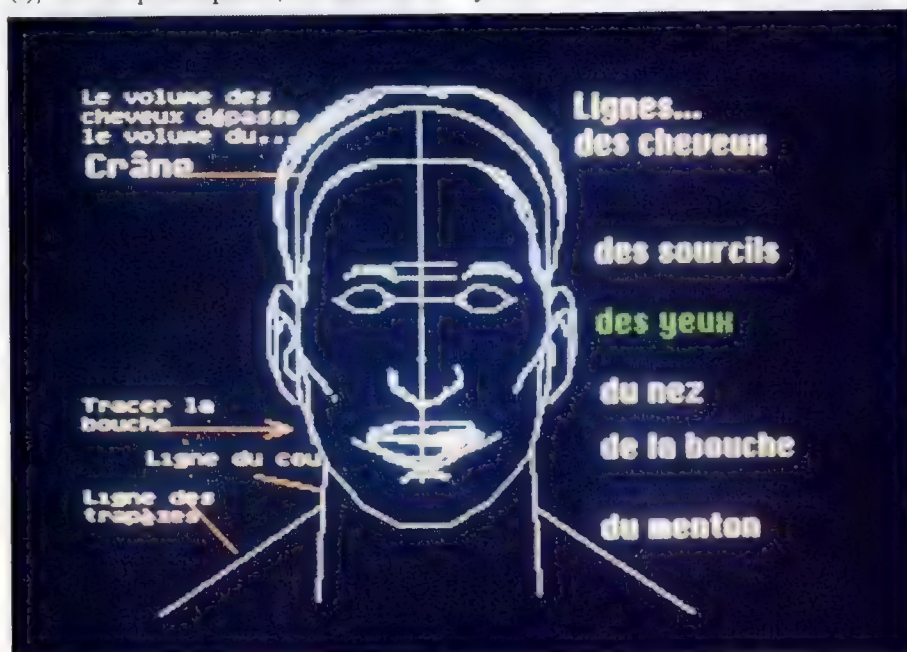 Le volume des
cheveux dépasse
le volume du...
Crâne
Tracer la
bouche
Ligne du cou
Ligne des
trapèzes
Lignes...
des cheveux
des sourcils
des yeux
du nez
de la bouche
du menton